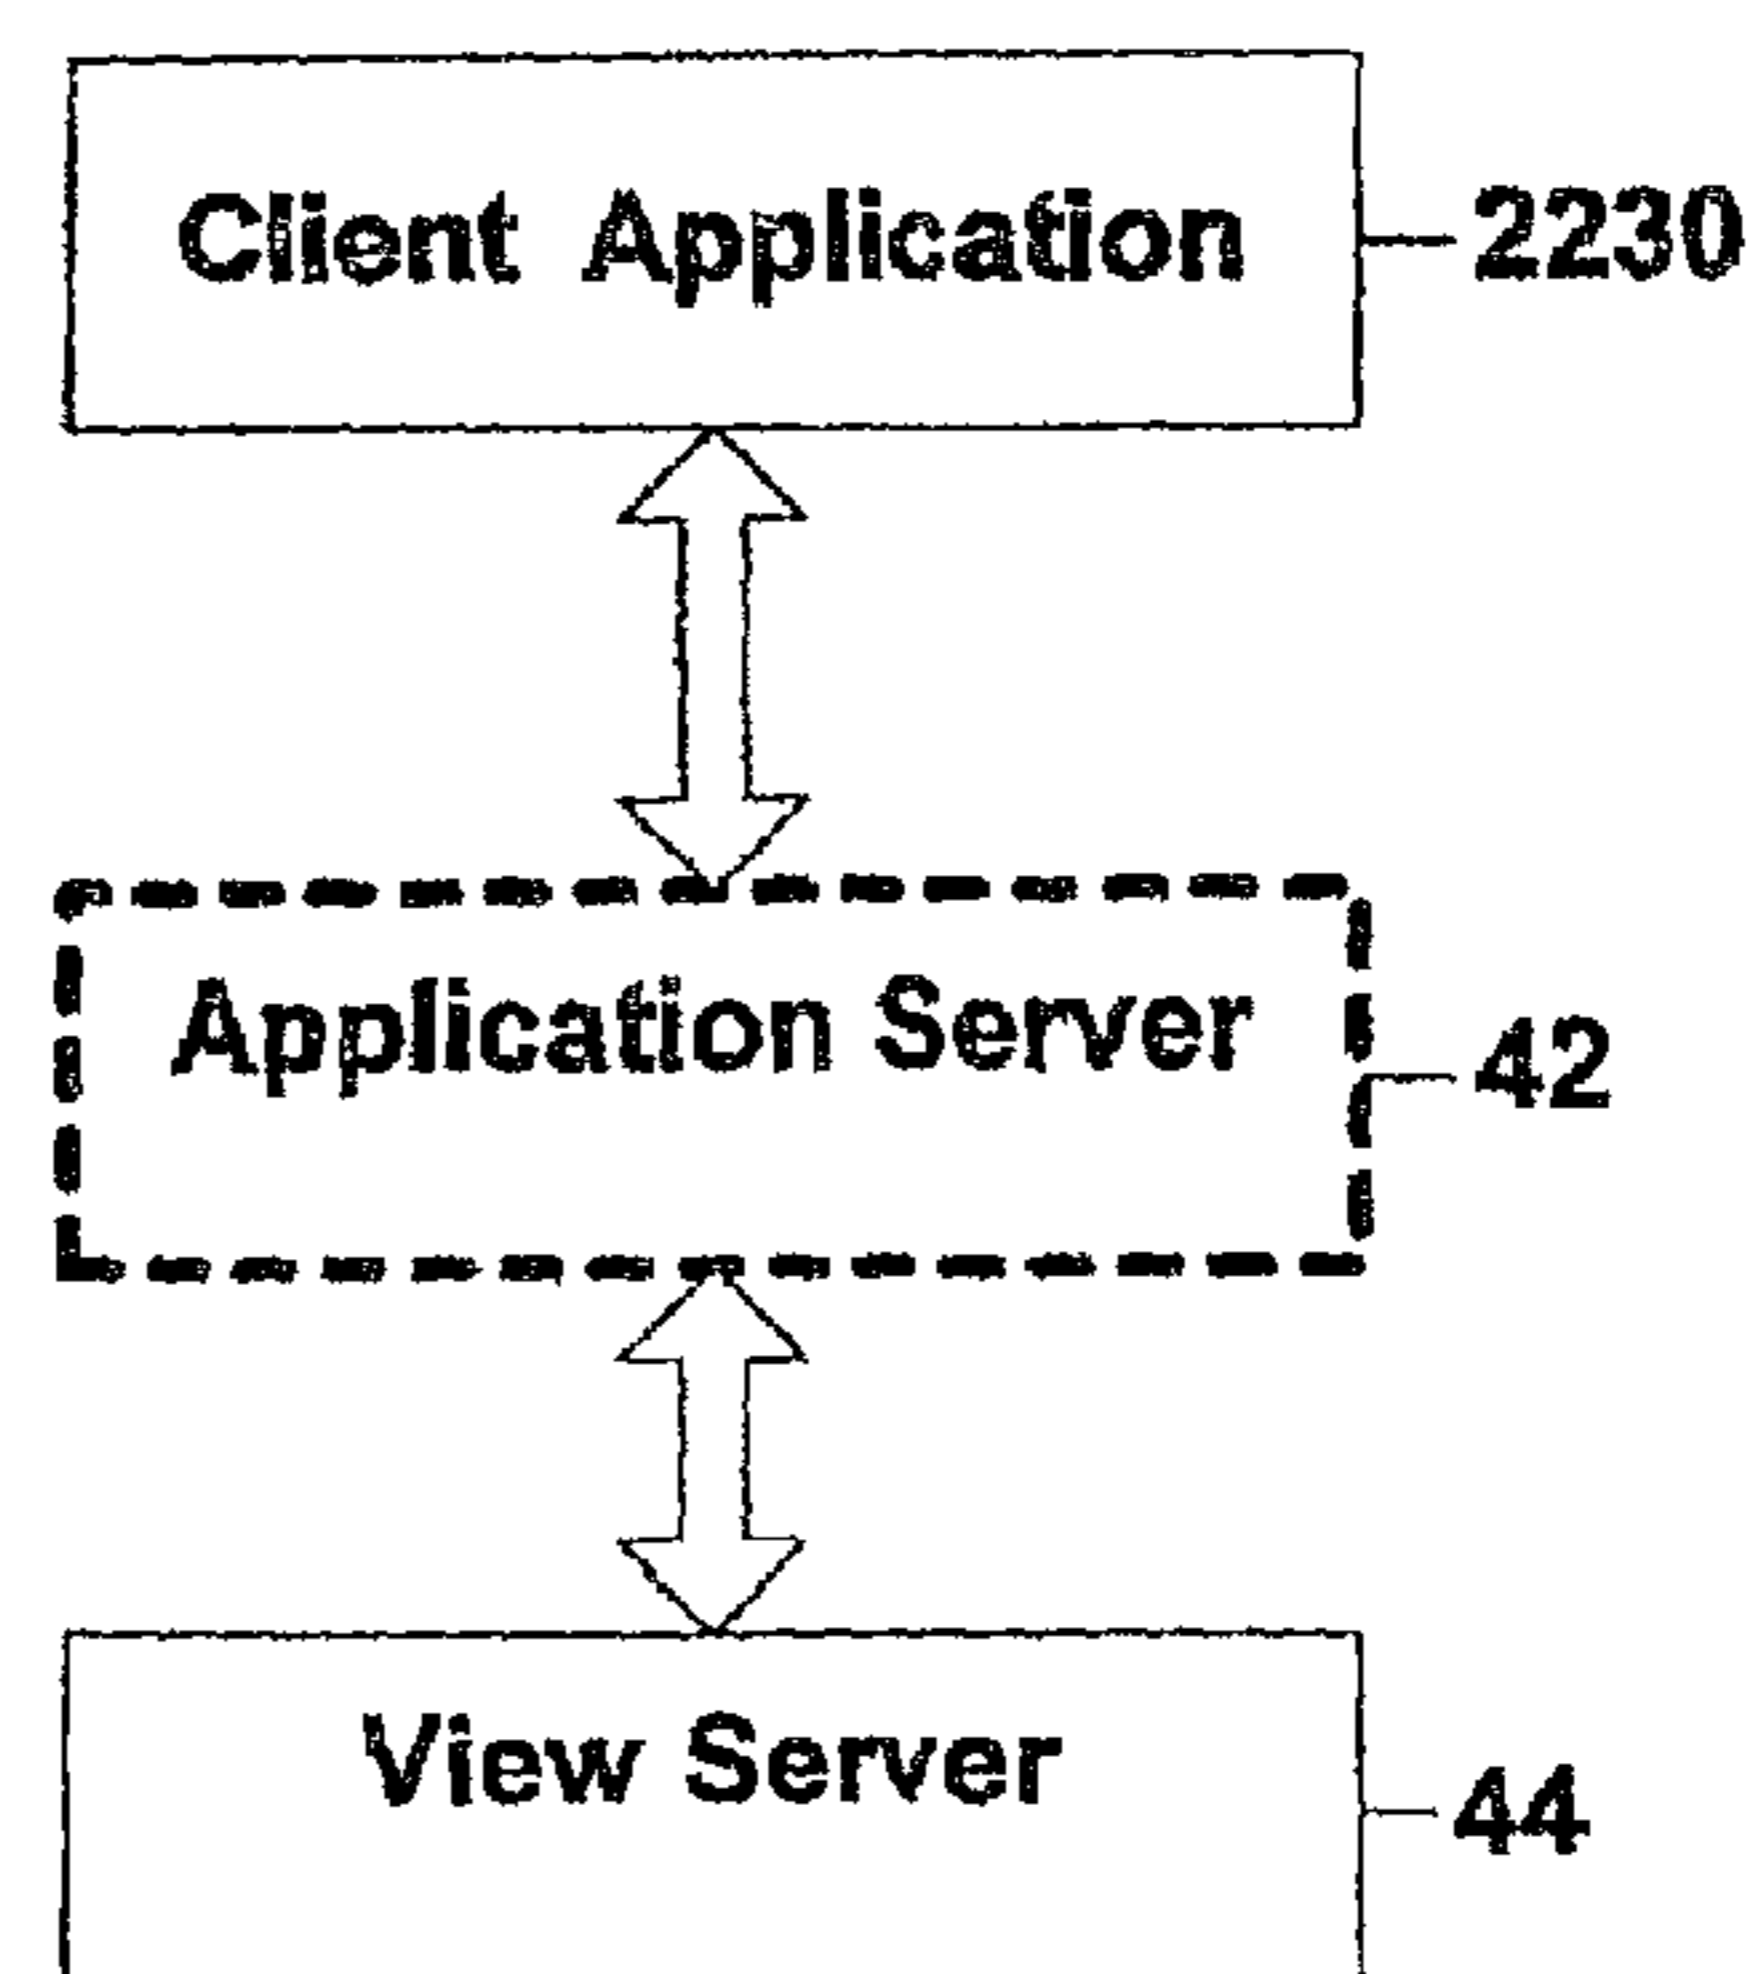 Client Application
2230
Application Server
42
View Server
44